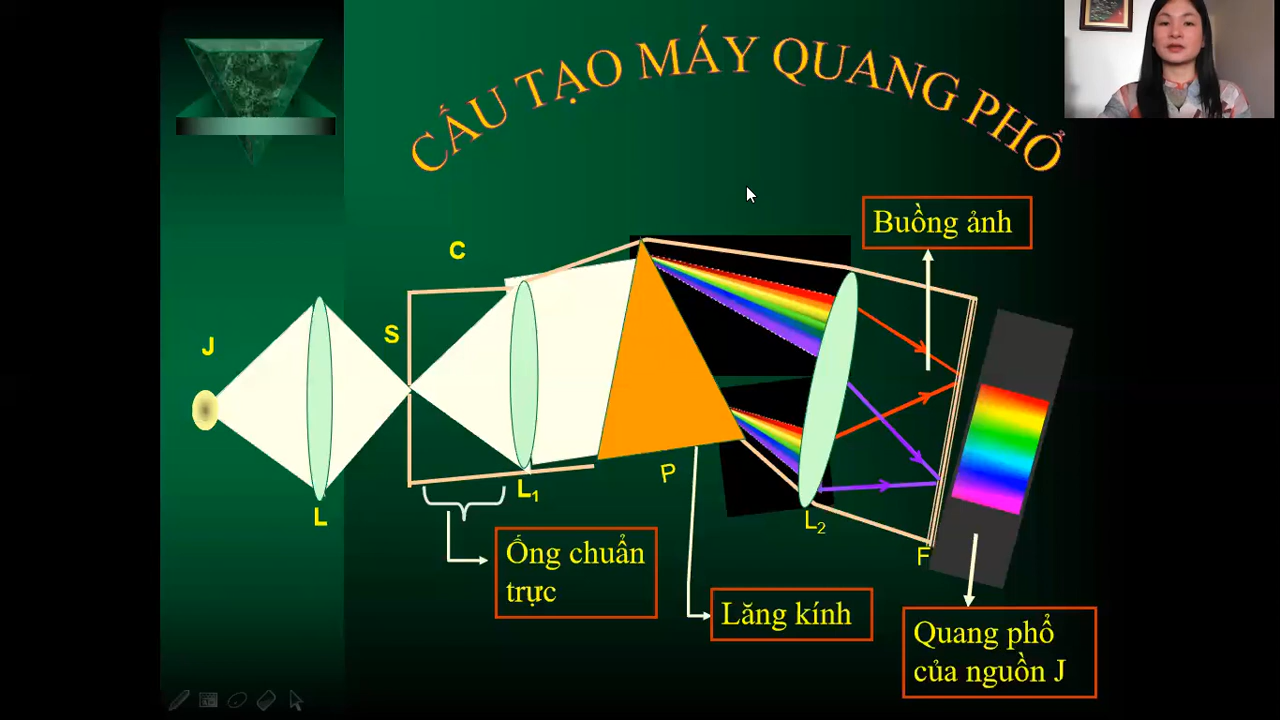 CẤU TẠO MÁY QUANG PHỔ
Buồng ảnh
C
S
J
L
L1
P
L2
F
Ống chuẩn
trực
Lăng kính
Quang phổ
của nguồn J